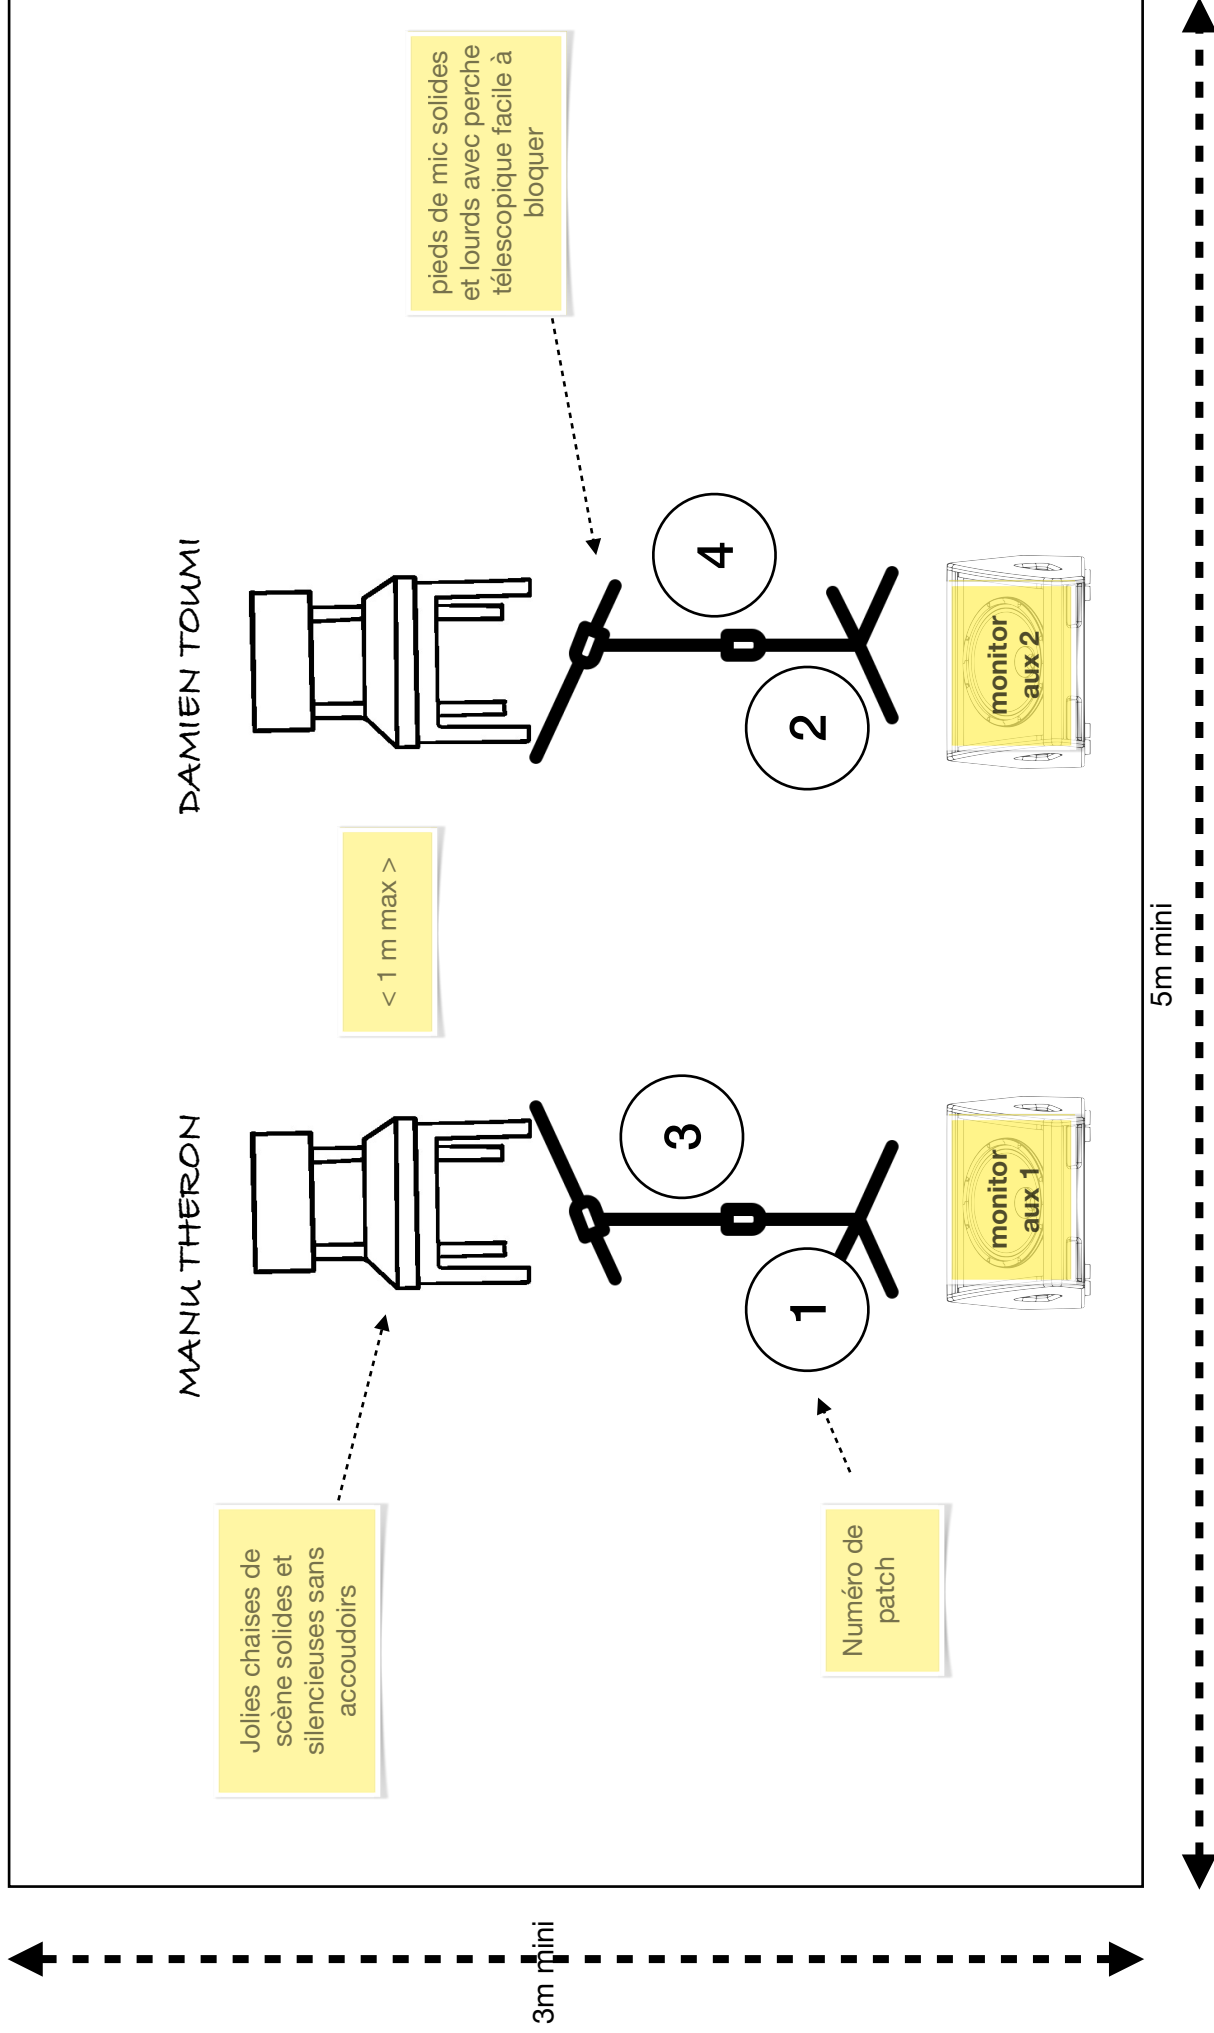 MANU THERON
DAMIEN TOUMI
Jolies chaises de
scène solides et
silencieuses sans
accoudoirs
< 1 m max >
pieds de mic solides
et lourds avec perche
télescopique facile à
bloquer
3
4
1
2
Numéro de
patch
monitor
aux 1
monitor
aux 2
3m mini
5m mini